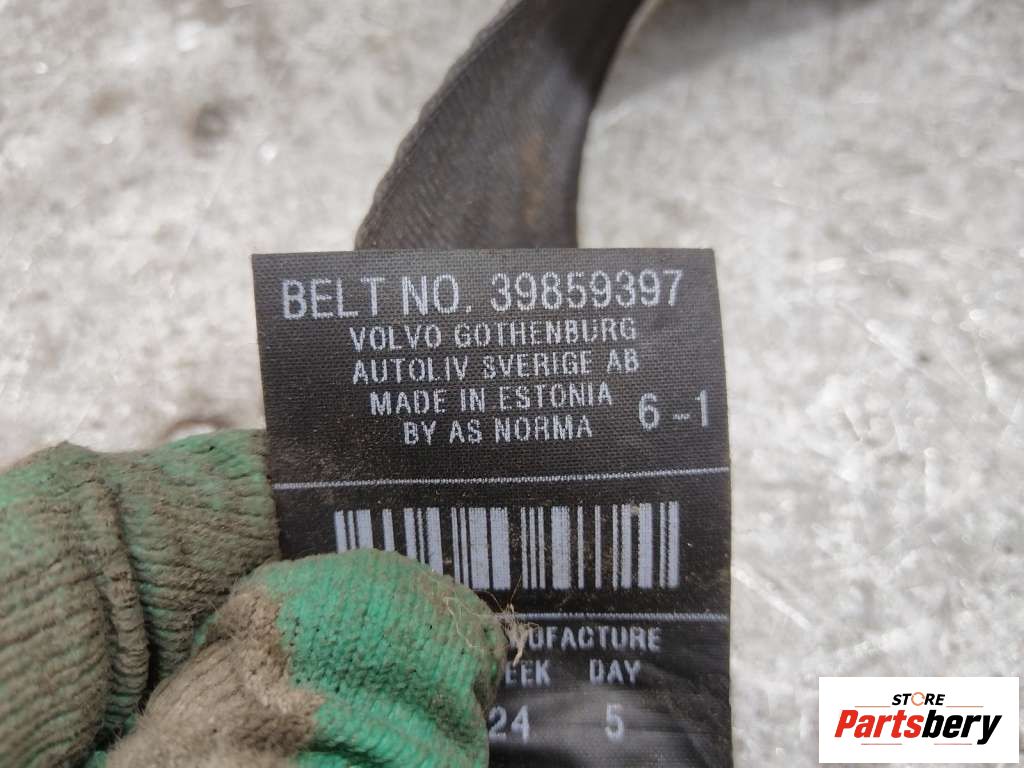 BELT NO. 39859397
VOLVO GOTHENBURG
AUTOLIV SVERIGE AB
MADE IN ESTONIA
BY AS NORMA 6-1
DAY
24 5
STORE
Partsbery